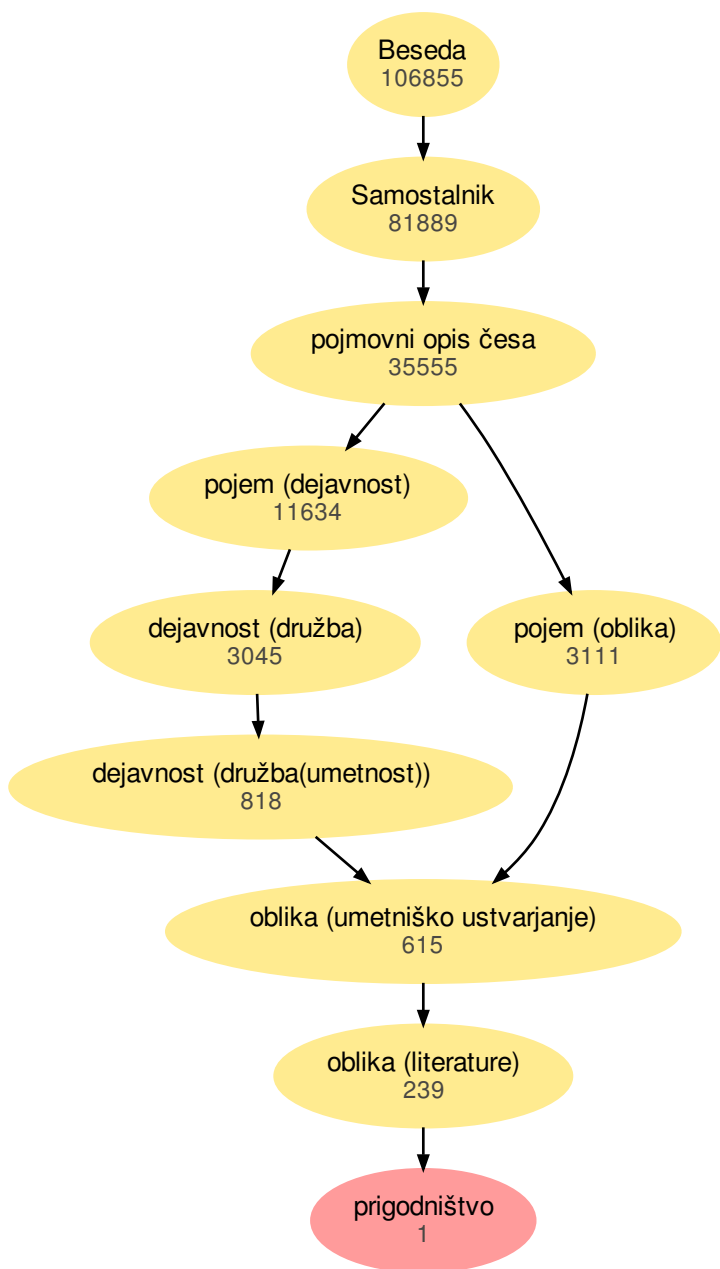 Beseda
106855
Samostalnik
81889
pojmovni opis česa
35555
pojem (dejavnost)
11634
dejavnost (družba)
3045
pojem (oblika)
3111
dejavnost (družba(umetnost))
818
oblika (umetniško ustvarjanje)
615
oblika (literature)
239
prigodništvo
1